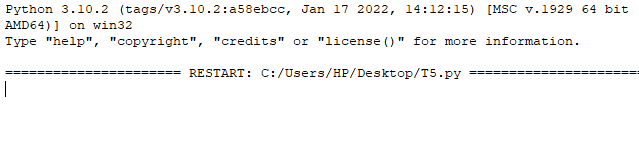 Python 3.10.2 (tags/v3.10.2:a58ebcc, Jan 17 2022, 14:12:15) [MSC v.1929 64 bit
AMD64)] on win32
Type "help", "copyright", "credits" or "license()" for more information.
====================== RESTART: C:/Users/HP/Desktop/T5.py ======================